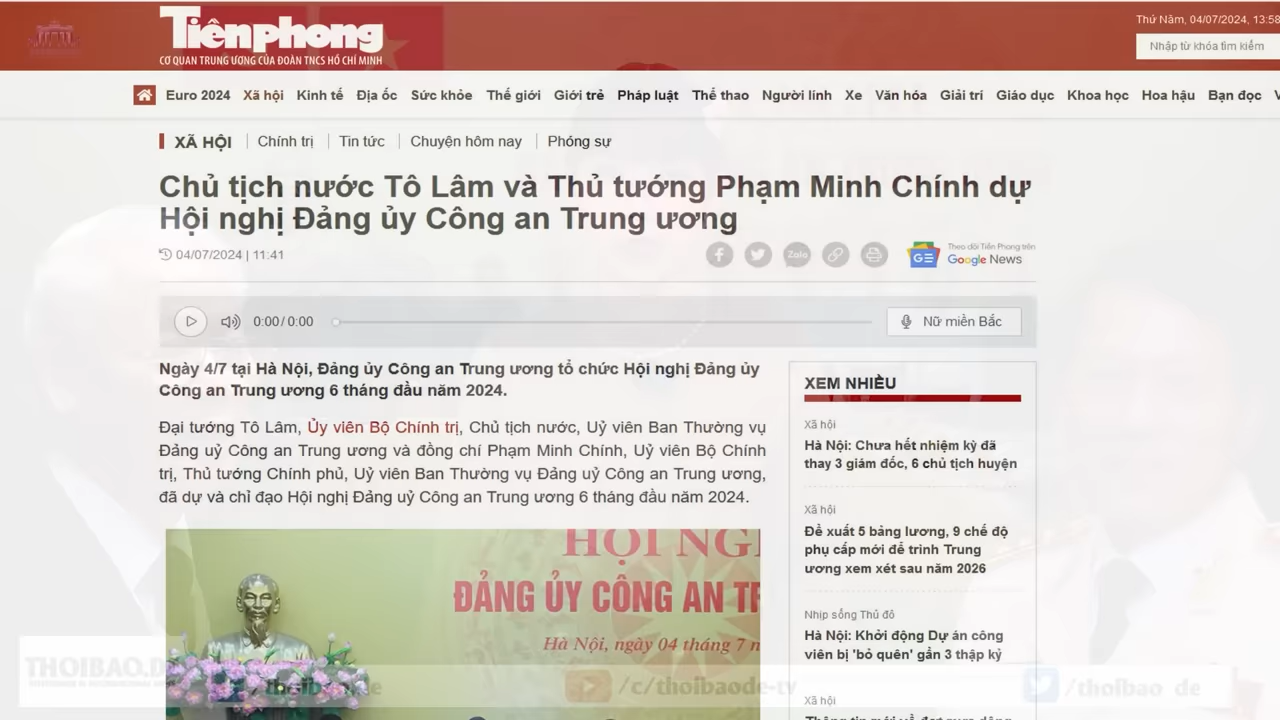 Tiềnphong
CƠ QUAN TRUNG ƯƠNG CỦA ĐOÀN TNCS HỒ CHÍ MINH
Thứ Năm, 04/07/2024, 13:58
Nhập từ khóa tìm kiếm
Euro 2024 Xã hội Kinh tế Địa ốc Sức khỏe Thế giới Giới trẻ Pháp luật Thể thao Người lính Xe Văn hóa Giải trí Giáo dục Khoa học Hoa hậu Bạn đọc
XÃ HỘI Chính trị Tin tức Chuyện hôm nay Phóng sự
Chủ tịch nước Tô Lâm và Thủ tướng Phạm Minh Chính dự
Hội nghị Đảng ủy Công an Trung ương
04/07/2024 | 11:41
Zalo
GE
Theo dõi Tiền Phong trên
Google News
0:00/0:00
Nữ miền Bắc
Ngày 4/7 tại Hà Nội, Đảng ủy Công an Trung ương tổ chức Hội nghị Đảng ủy
Công an Trung ương 6 tháng đầu năm 2024.
Đại tướng Tô Lâm, Ủy viên Bộ Chính trị, Chủ tịch nước, Uỷ viên Ban Thường vụ
Đảng uỷ Công an Trung ương và đồng chí Phạm Minh Chính, Uỷ viên Bộ Chính
trị, Thủ tướng Chính phủ, Uỷ viên Ban Thường vụ Đảng uỷ Công an Trung ương,
đã dự và chỉ đạo Hội nghị Đảng uỷ Công an Trung ương 6 tháng đầu năm 2024.
HỘI NGH
ĐẢNG ỦY CÔNG AN TR
Hà Nội, ngày 04 tháng 7 n
XEM NHIỀU
Xã hội
Hà Nội: Chưa hết nhiệm kỳ đã
thay 3 giám đốc, 6 chủ tịch huyện
Xã hội
Đề xuất 5 bảng lương, 9 chế độ
phụ cấp mới để trình Trung
ương xem xét sau năm 2026
Nhịp sống Thủ đô
Hà Nội: Khởi động Dự án công
viên bị 'bỏ quên' gần 3 thập kỷ
Xã hội
THOIBAO.DE
/thoibao.de
/c/thoibaode-tv
/thoibao_de